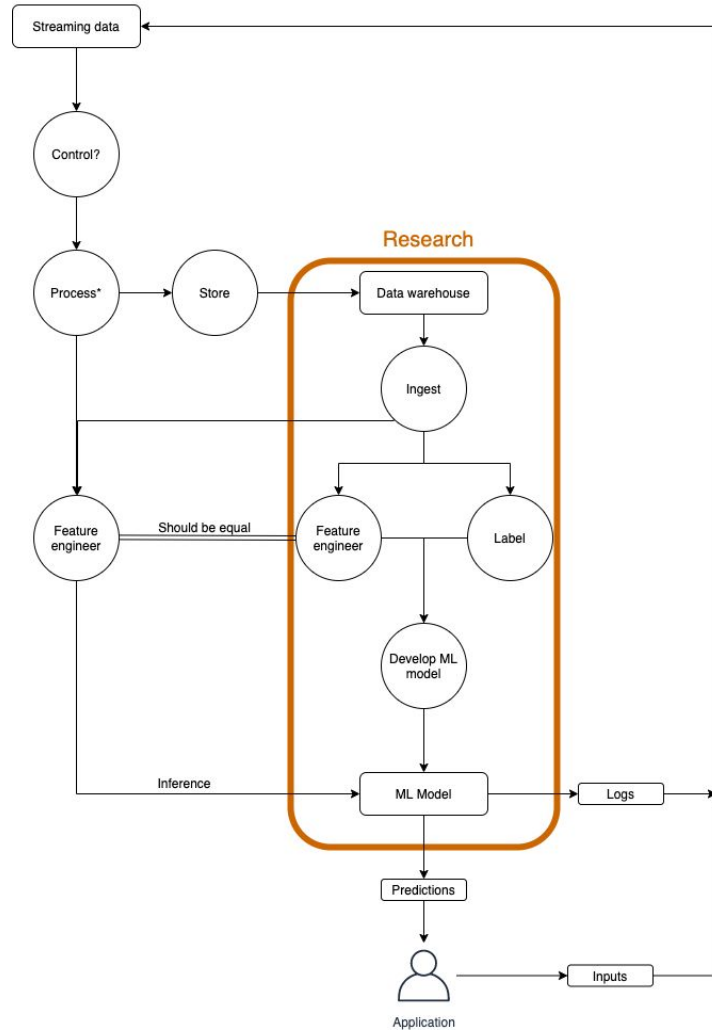 Streaming data
Control?
Research
Process*
Store
Data warehouse
Ingest
Feature
engineer
Should be equal
Feature
engineer
Label
Develop ML
model
Inference
ML Model
Logs
Predictions
Inputs
Application